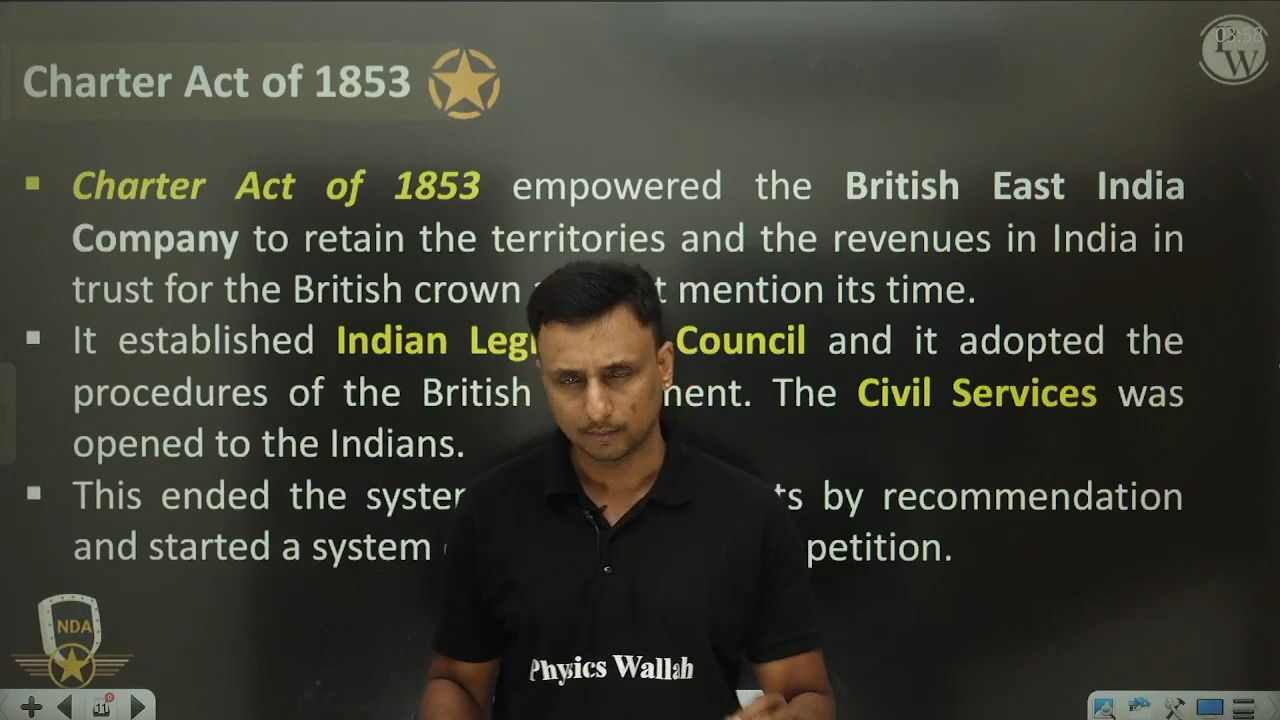 Charter Act of 1853
03:58
PW
Charter Act of 1853 empowered the British East India
Company to retain the territories and the revenues in India in
trust for the British crown mention its time.
It established Indian Council and it adopted the
procedures of the British The Civil Services was
opened to the Indians.
This ended the by recommendation
and started a system
NDA
Physics Wallah
11